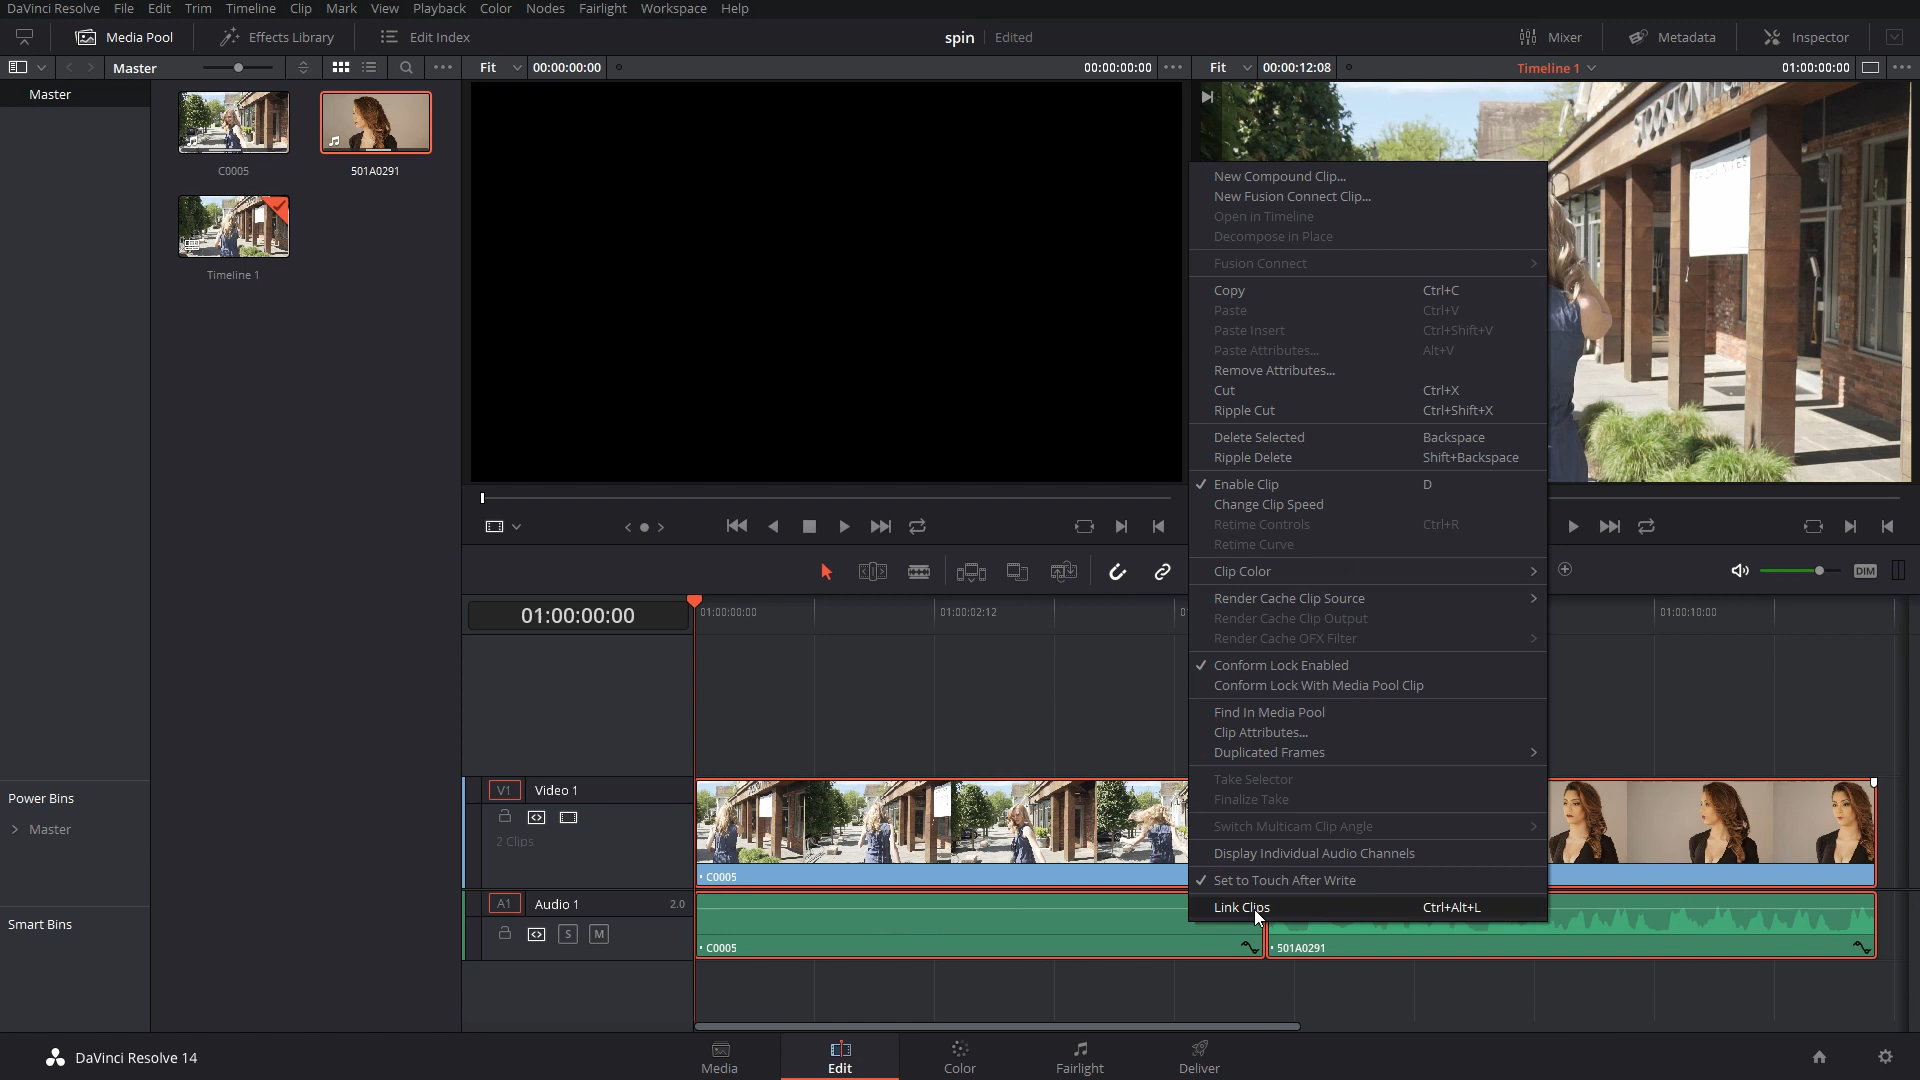 DaVinci Resolve File Edit Trim Timeline Clip Mark View Playback Color Nodes Fairlight Workspace Help
Media Pool Effects Library Edit Index spin Edited Mixer Metadata Inspector
Master Fit 00:00:00:00 00:00:00:00 Fit 00:00:12:08 Timeline 1 01:00:00:00
Master
C0005 501A0291
Timeline 1
New Compound Clip...
New Fusion Connect Clip...
Open in Timeline
Decompose in Place
Fusion Connect
Copy Ctrl+C
Paste Ctrl+V
Paste Insert Ctrl+Shift+V
Paste Attributes... Alt+V
Remove Attributes...
Cut Ctrl+X
Ripple Cut Ctrl+Shift+X
Delete Selected Backspace
Ripple Delete Shift+Backspace
Enable Clip D
Change Clip Speed
Retime Controls Ctrl+R
Retime Curve
Clip Color
Render Cache Clip Source
Render Cache Clip Output
Render Cache OFX Filter
Conform Lock Enabled
Conform Lock With Media Pool Clip
Find In Media Pool
Clip Attributes...
Duplicated Frames
Take Selector
Finalize Take
Switch Multicam Clip Angle
Display Individual Audio Channels
Set to Touch After Write
Link Clips Ctrl+Alt+L
DIM
01:00:00:00 01:00:00:00 01:00:02:12 01:00:10:00
Power Bins
Master
Smart Bins
V1 Video 1
2 Clips
• C0005
A1 Audio 1 2.0
S M
• C0005 • 501A0291
DaVinci Resolve 14
Media Edit Color Fairlight Deliver